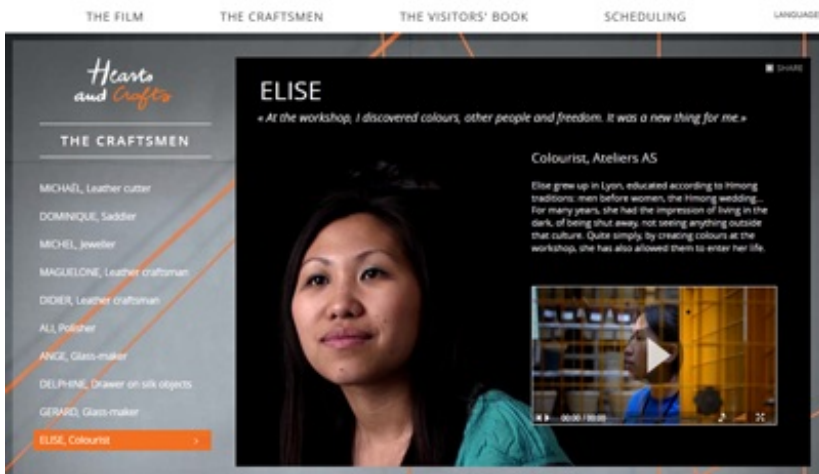 THE FILM
THE CRAFTSMEN
THE VISITORS' BOOK
SCHEDULING
LANGUAGE
Hearts
and Crafts
THE CRAFTSMEN
MICHAËL, Leather cutter
DOMINIQUE, Saddler
MICHEL, Jeweller
MAGUELONE, Leather craftsman
DIDIER, Leather craftsman
ALI, Polisher
ANGE, Glass-maker
DELPHINE, Drawer on silk objects
GERARD, Glass-maker
ELISE, Colourist >
SHARE
ELISE
« At the workshop, I discovered colours, other people and freedom. It was a new thing for me.»
Colourist, Ateliers AS
Elise grew up in Lyon, educated according to Hmong
traditions: men before women, the Hmong wedding...
For many years, she had the impression of living in the
dark, of being shut away, not seeing anything outside
that culture. Quite simply, by creating colours at the
workshop, she has also allowed them to enter her life.
00:00 / 00:00